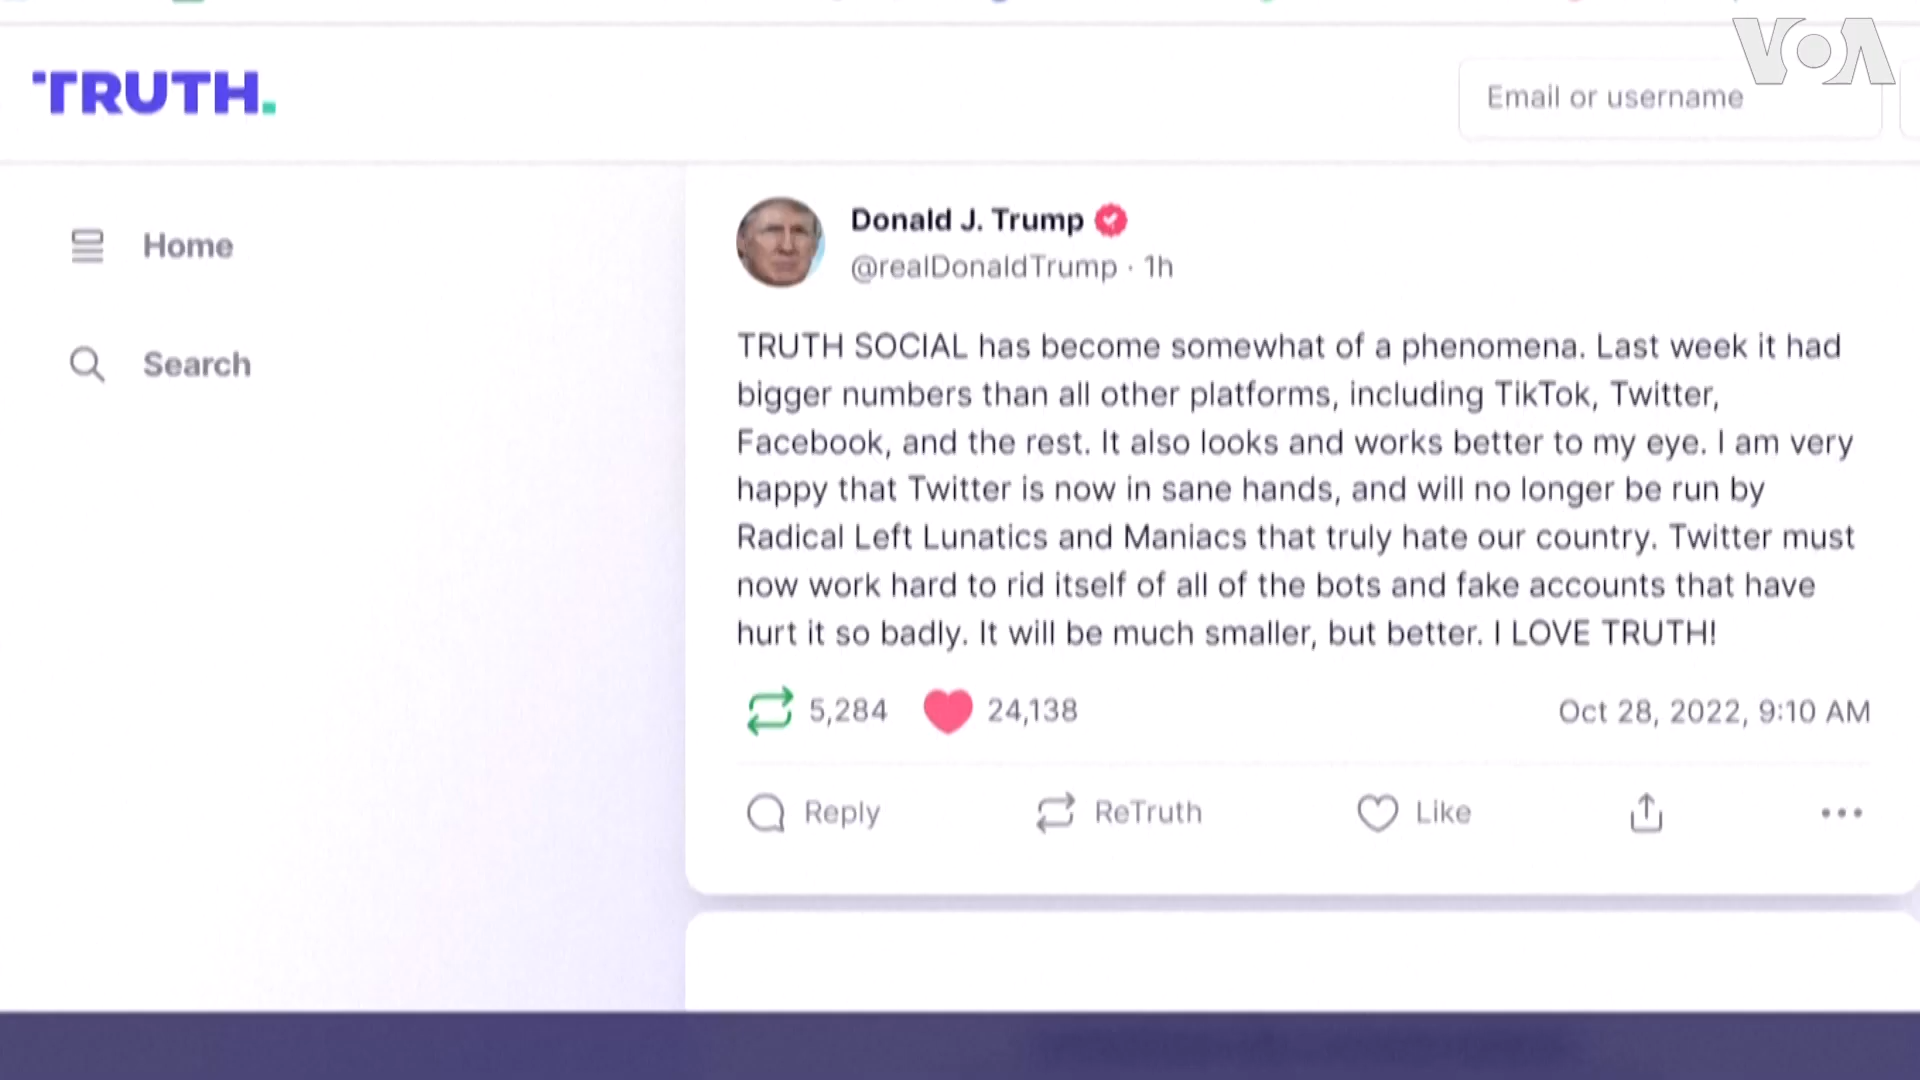 VOA
TRUTH.
Email or username
Home
Search
Donald J. Trump
@realDonaldTrump · 1h
TRUTH SOCIAL has become somewhat of a phenomena. Last week it had
bigger numbers than all other platforms, including TikTok, Twitter,
Facebook, and the rest. It also looks and works better to my eye. I am very
happy that Twitter is now in sane hands, and will no longer be run by
Radical Left Lunatics and Maniacs that truly hate our country. Twitter must
now work hard to rid itself of all of the bots and fake accounts that have
hurt it so badly. It will be much smaller, but better. I LOVE TRUTH!
5,284 24,138 Oct 28, 2022, 9:10 AM
Reply ReTruth Like